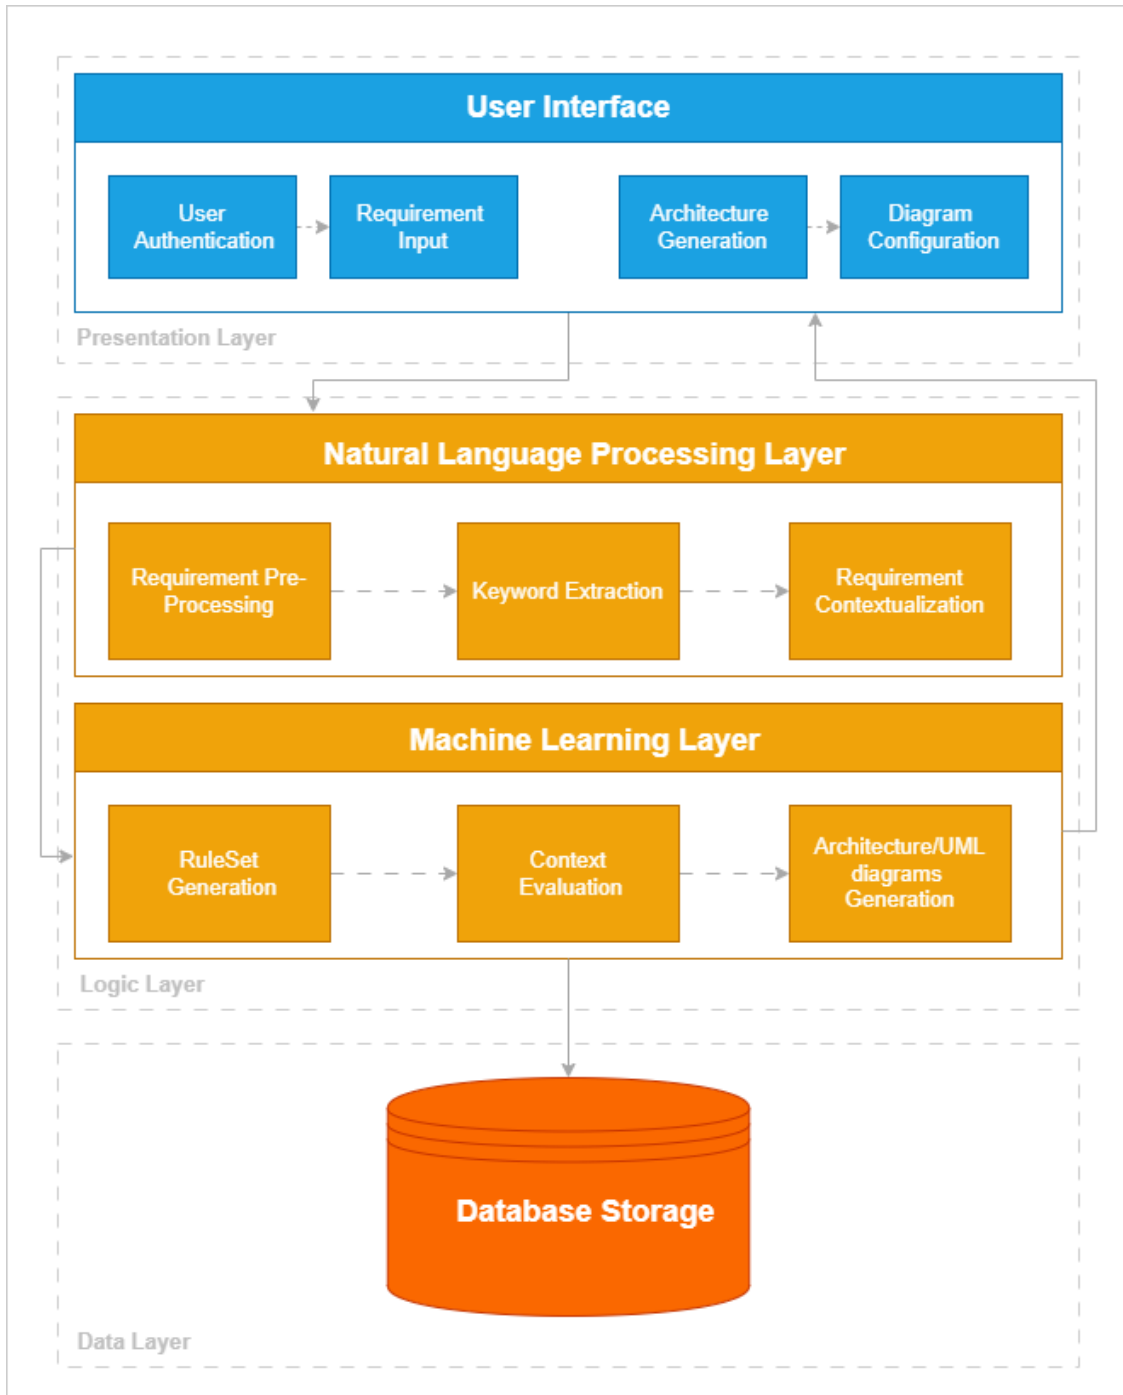 User Interface
User
Authentication
Requirement
Input
Architecture
Generation
Diagram
Configuration
Presentation Layer
Natural Language Processing Layer
Requirement Pre-
Processing
Keyword Extraction
Requirement
Contextualization
Machine Learning Layer
RuleSet
Generation
Context
Evaluation
Architecture/UML
diagrams
Generation
Logic Layer
Database Storage
Data Layer